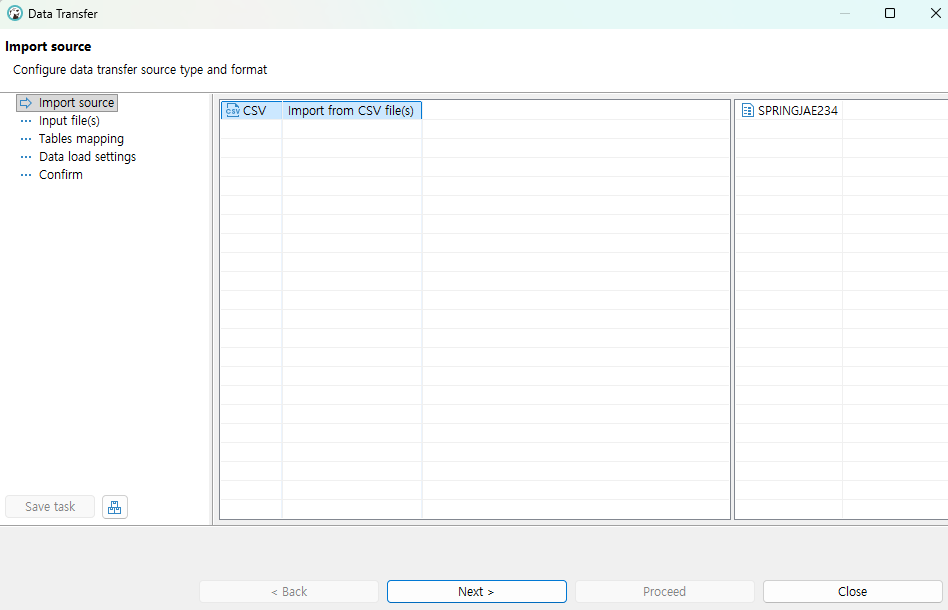 Data Transfer
Import source
Configure data transfer source type and format
Import source
Input file(s)
Tables mapping
Data load settings
Confirm
CSV CSV Import from CSV file(s)
SPRINGJAE234
Save task
< Back
Next >
Proceed
Close